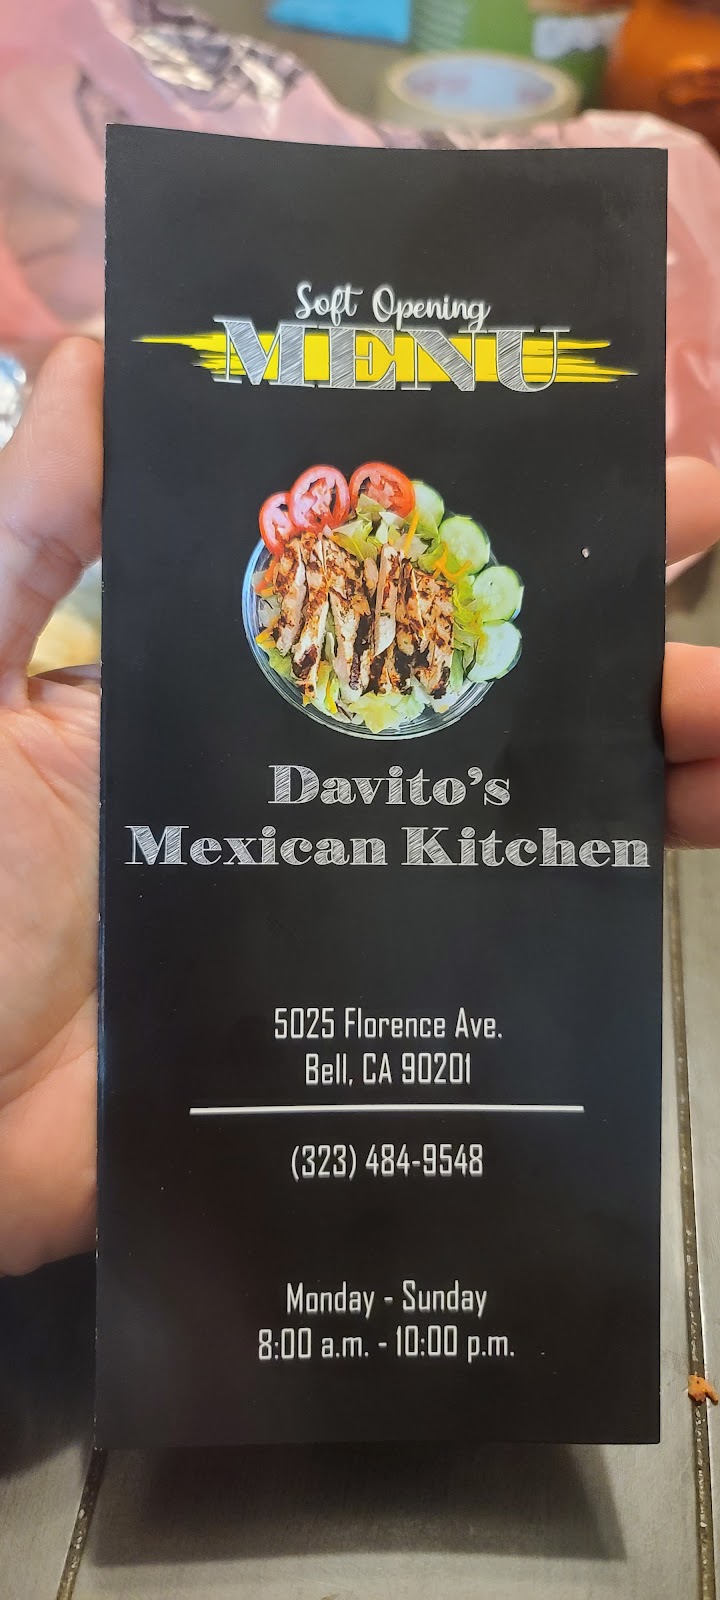 Soft Opening
MENU
Davito's
Mexican Kitchen
5025 Florence Ave.
Bell, CA 90201
(323) 484-9548
Monday - Sunday
8:00 a.m. - 10:00 p.m.